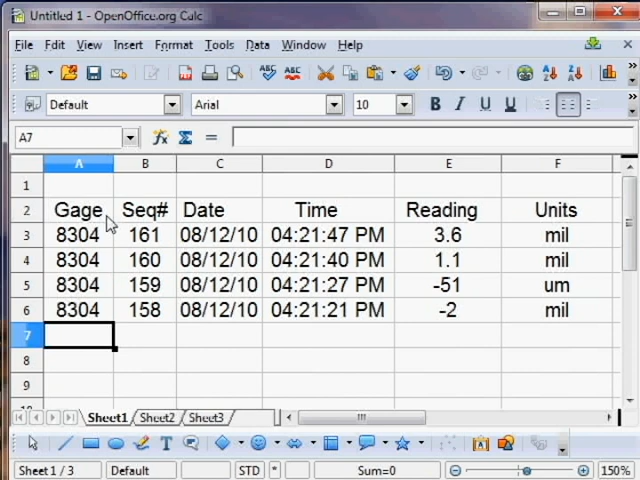 Untitled 1 - OpenOffice.org Calc
File Edit View Insert Format Tools Data Window Help
Default Arial 10 B I U
A7
A B C D E F
1
2 Gage Seq# Date Time Reading Units
3 8304 161 08/12/10 04:21:47 PM 3.6 mil
4 8304 160 08/12/10 04:21:40 PM 1.1 mil
5 8304 159 08/12/10 04:21:27 PM -51 um
6 8304 158 08/12/10 04:21:21 PM -2 mil
7
8
9
Sheet1 Sheet2 Sheet3
Sheet 1 / 3 Default STD * Sum=0 150%